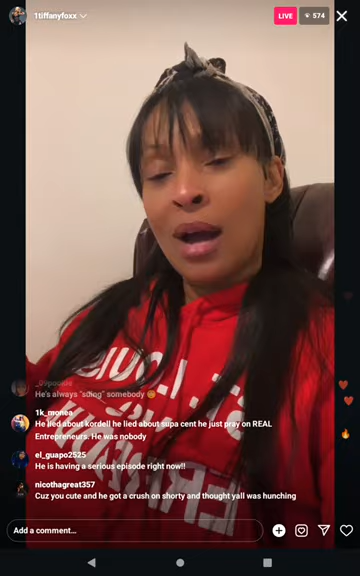 1tiffanyfoxx
LIVE
574
He's always "suing" somebody
1k_monea
He lied about kordell he lied about supa cent he just pray on REAL
Entrepreneurs. He was nobody
el_guapo2525
He is having a serious episode right now!!
nicothagreat357
Cuz you cute and he got a crush on shorty and thought yall was hunching
Add a comment...